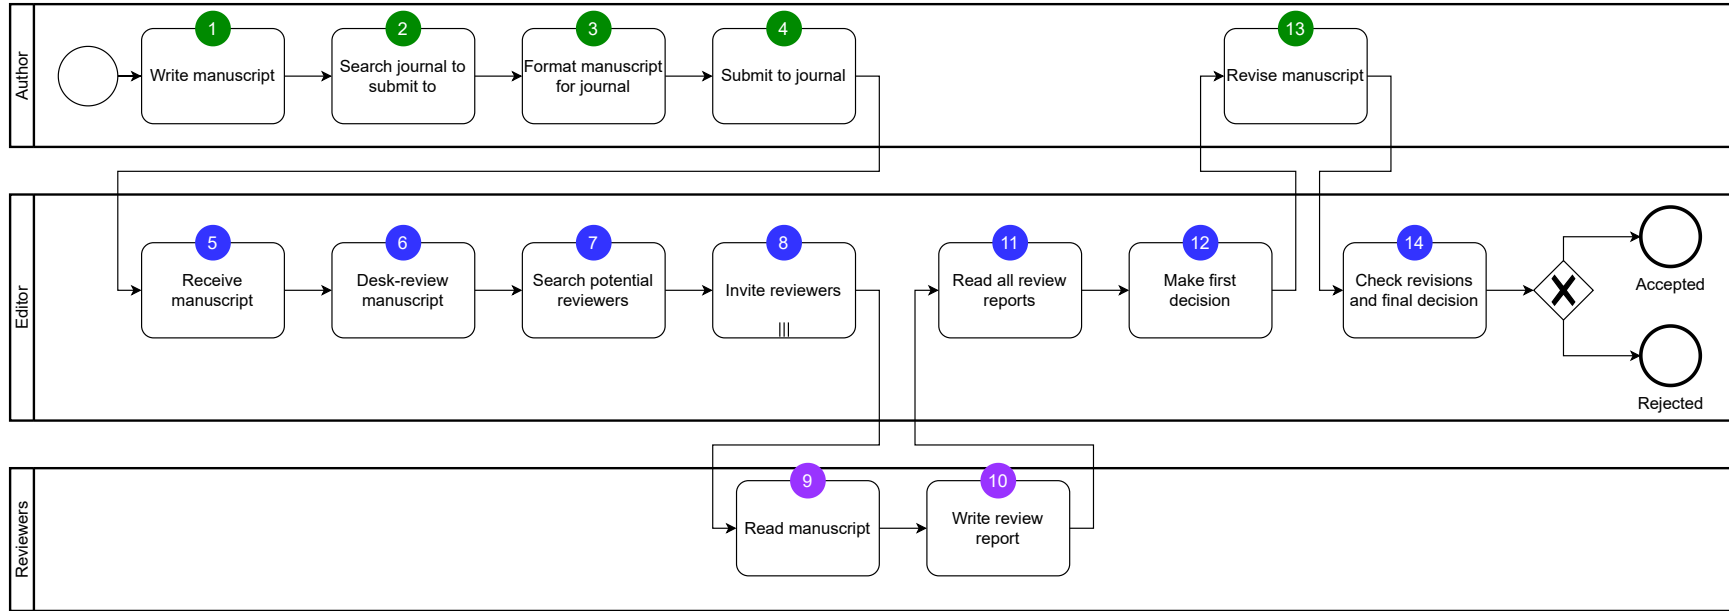 Author
1
Write manuscript
2
Search journal to
submit to
3
Format manuscript
for journal
4
Submit to journal
13
Revise manuscript
Editor
5
Receive
manuscript
6
Desk-review
manuscript
7
Search potential
reviewers
8
Invite reviewers
11
Read all review
reports
12
Make first
decision
14
Check revisions
and final decision
Accepted
Rejected
Reviewers
9
Read manuscript
10
Write review
report